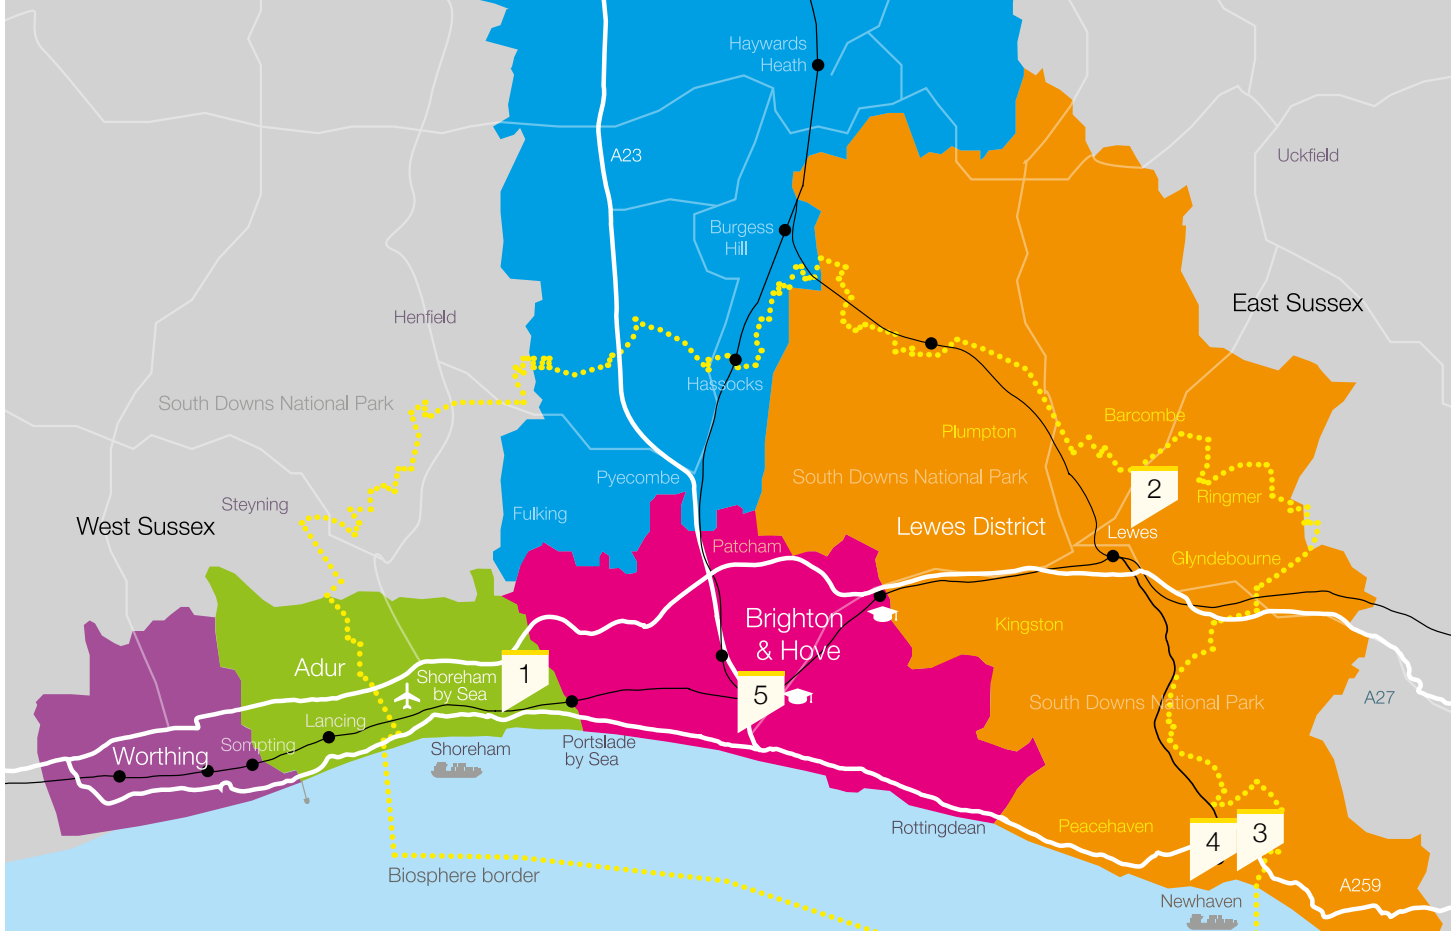 Haywards
Heath
A23
Uckfield
Burgess
Hill
East Sussex
Henfield
Hassocks
South Downs National Park
Barcombe
Plumpton
Pyecombe
South Downs National Park
2
Ringmer
Steyning
Fulking
West Sussex
Lewes District
Lewes
Patcham
Glyndebourne
Brighton
& Hove
Kingston
Adur
1
Shoreham
by Sea
5
South Downs National Park
A27
Lancing
Sompting
Worthing
Shoreham
Portslade
by Sea
Rottingdean
Peacehaven
4
3
Biosphere border
A259
Newhaven